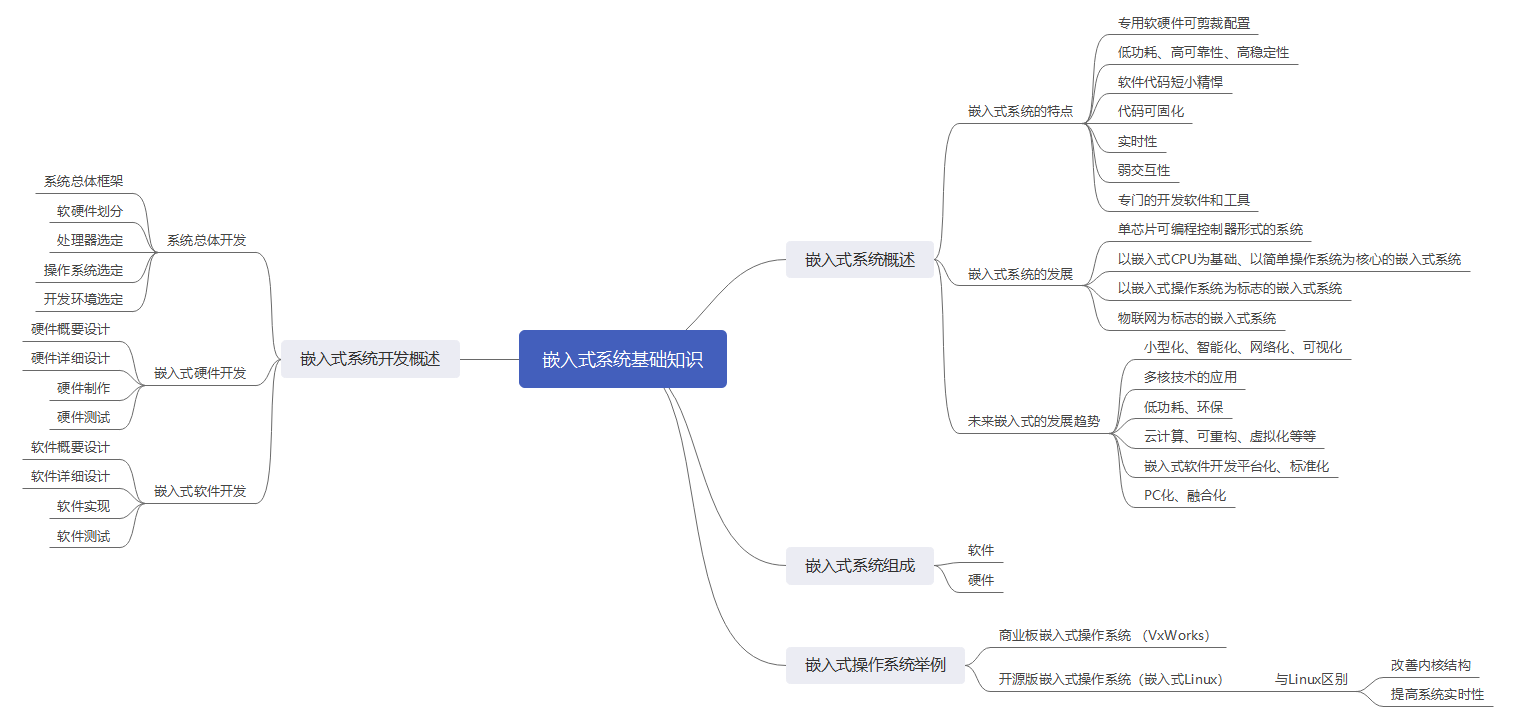 嵌入式系统基础知识
嵌入式系统概述
嵌入式系统的特点
专用软硬件可剪裁配置
低功耗、高可靠性、高稳定性
软件代码短小精悍
代码可固化
实时性
弱交互性
专门的开发软件和工具
嵌入式系统的发展
单芯片可编程控制器形式的系统
以嵌入式CPU为基础、以简单操作系统为核心的嵌入式系统
以嵌入式操作系统为标志的嵌入式系统
物联网为标志的嵌入式系统
未来嵌入式的发展趋势
小型化、智能化、网络化、可视化
多核技术的应用
低功耗、环保
云计算、可重构、虚拟化等等
嵌入式软件开发平台化、标准化
PC化、融合化
嵌入式系统组成
软件
硬件
嵌入式操作系统举例
商业板嵌入式操作系统 （VxWorks）
开源版嵌入式操作系统（嵌入式Linux）
与Linux区别
改善内核结构
提高系统实时性
嵌入式系统开发概述
系统总体开发
系统总体框架
软硬件划分
处理器选定
操作系统选定
开发环境选定
嵌入式硬件开发
硬件概要设计
硬件详细设计
硬件制作
硬件测试
嵌入式软件开发
软件概要设计
软件详细设计
软件实现
软件测试